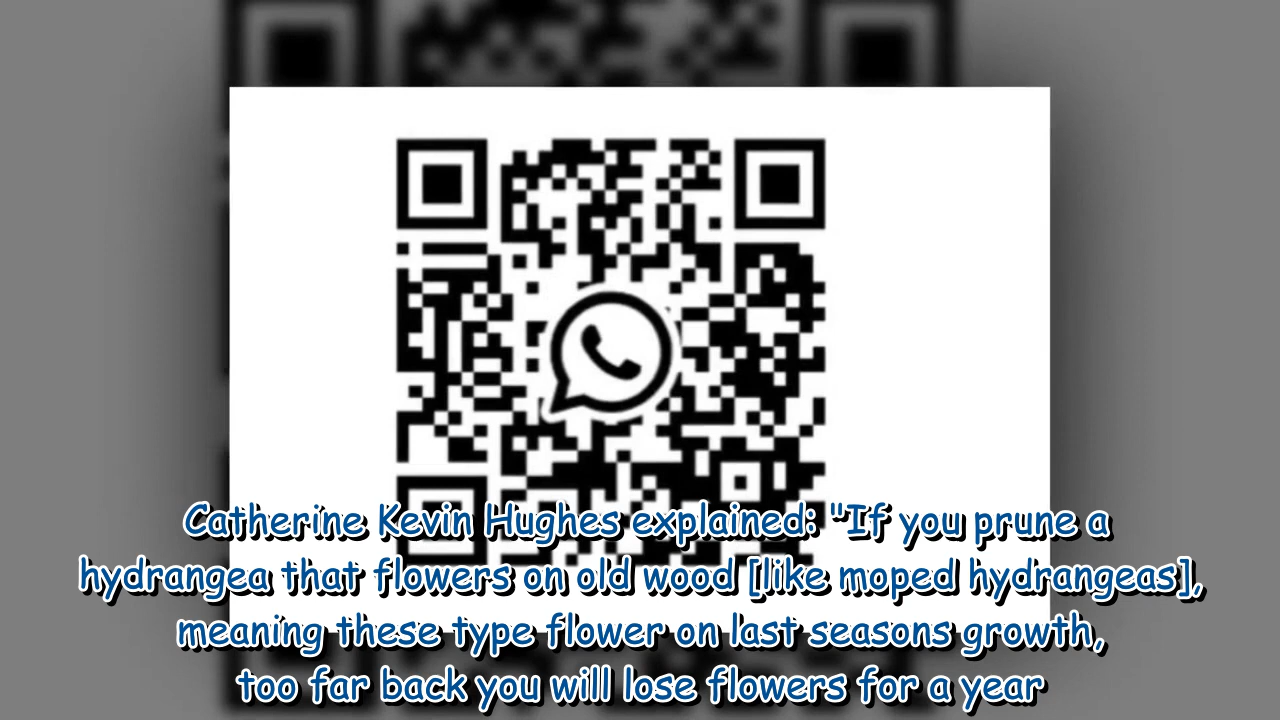 Catherine Kevin Hughes explained: "If you prune a
hydrangea that flowers on old wood [like moped hydrangeas],
meaning these type flower on last seasons growth,
too far back you will lose flowers for a year